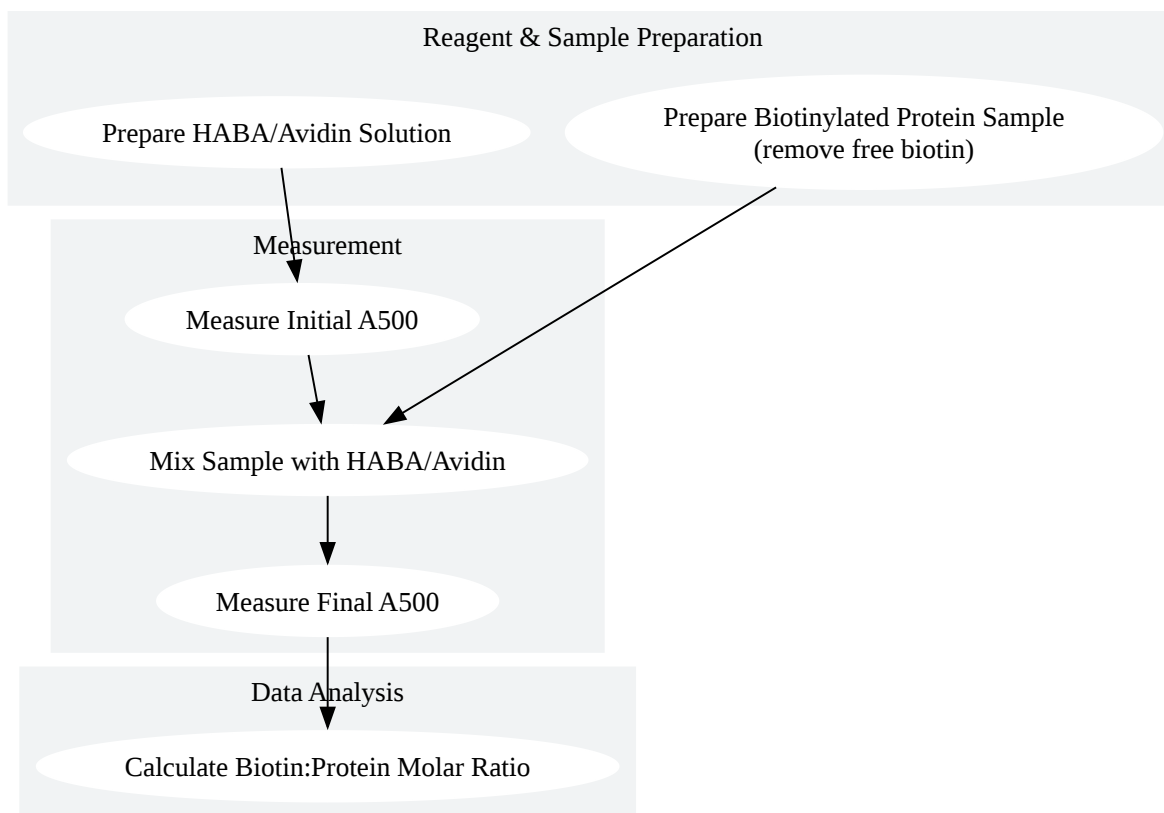 Reagent & Sample Preparation
Prepare HABA/Avidin Solution
Prepare Biotinylated Protein Sample
(remove free biotin)
Measurement
Measure Initial A500
Mix Sample with HABA/Avidin
Measure Final A500
Data Analysis
Calculate Biotin:Protein Molar Ratio